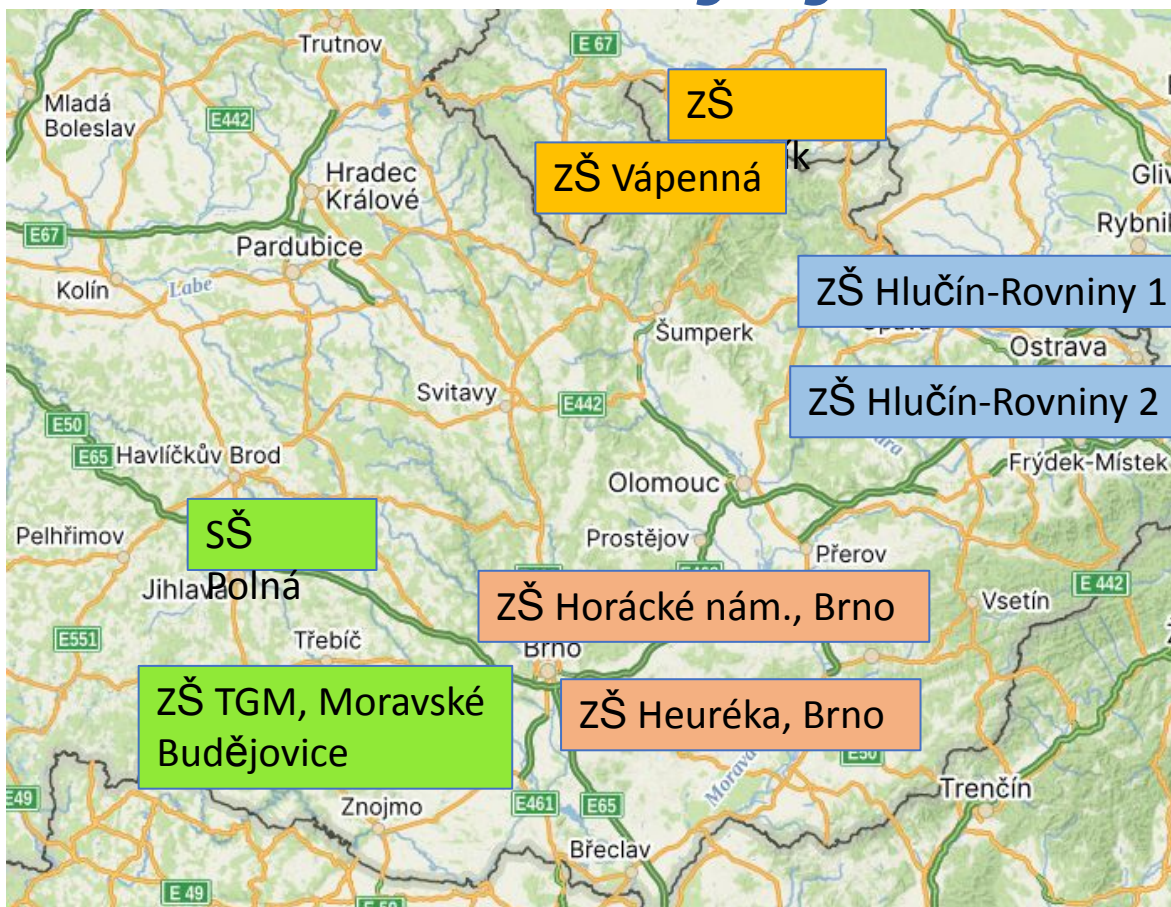 Trutnov
E 67
Mladá
Boleslav
E442
ZŠ
ZŠ Vápenná
Hradec
Králové
E67
Pardubice
Kolín
Labe
ZŠ Hlučín-Rovniny 1
Šumperk
Ostrava
Svitavy
E442
ZŠ Hlučín-Rovniny 2
E50
E65
Havlíčkův Brod
Frýdek-Místek
Olomouc
Pelhřimov
SŠ
Polná
Prostějov
Přerov
Jihlava
ZŠ Horácké nám., Brno
Vsetín
E 442
E551
Třebíč
Brno
ZŠ TGM, Moravské
Budějovice
ZŠ Heuréka, Brno
E50
Morava
Trenčín
E49
Znojmo
E461
E65
Břeclav
E 49